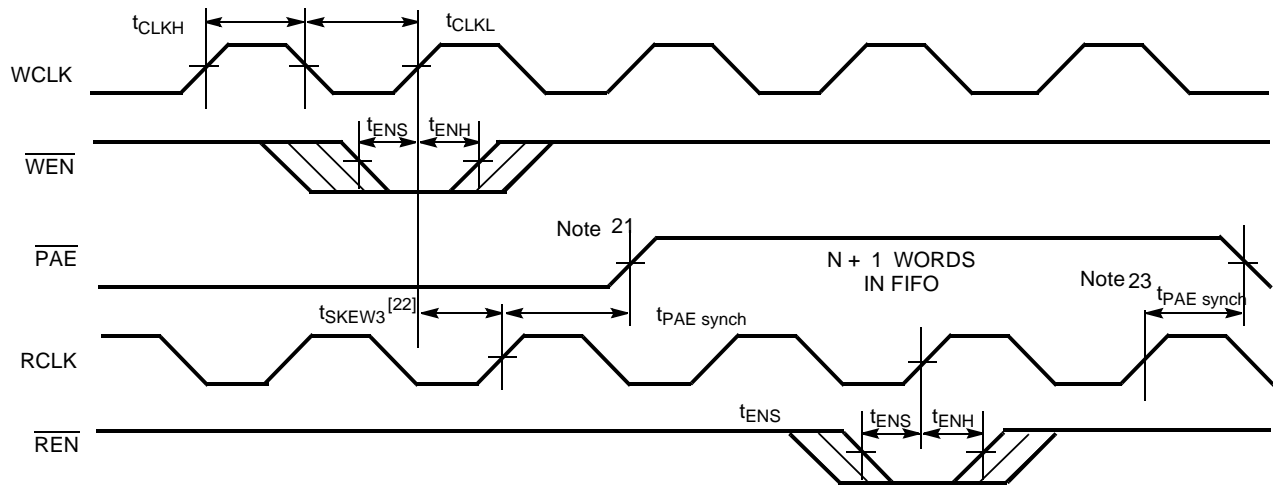 tCLKH
tCLKL
WCLK
tENS
tENH
WEN
Note 21
PAE
N + 1 WORDS
IN FIFO
Note 23
tPAE synch
tSKEW3[22]
tPAE synch
RCLK
tENS
tENS
tENH
REN